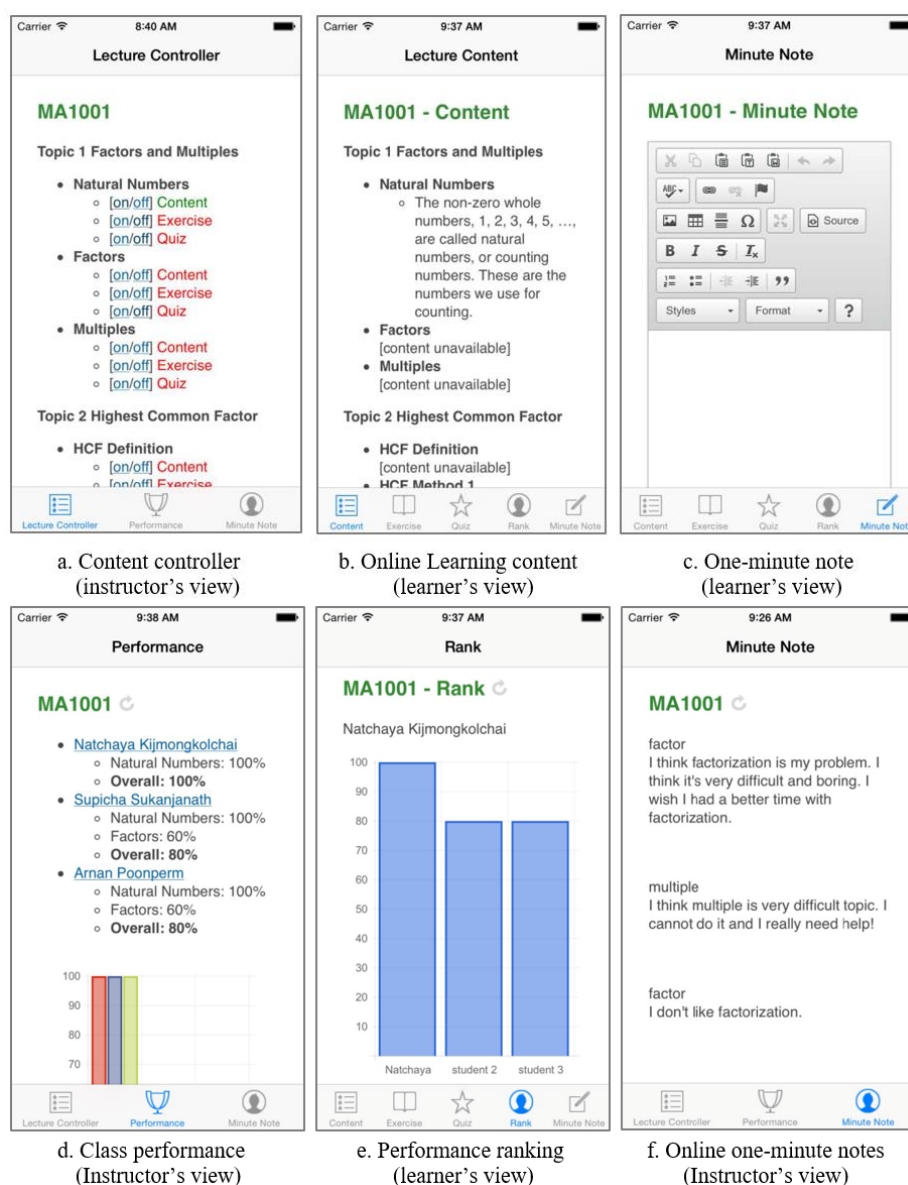 Carrier 8:40 AM
Lecture Controller
MA1001
Topic 1 Factors and Multiples
• Natural Numbers
◦ [on/off] Content
◦ [on/off] Exercise
◦ [on/off] Quiz
• Factors
◦ [on/off] Content
◦ [on/off] Exercise
◦ [on/off] Quiz
• Multiples
◦ [on/off] Content
◦ [on/off] Exercise
◦ [on/off] Quiz
Topic 2 Highest Common Factor
• HCF Definition
◦ [on/off] Content
◦ [on/off] Exercise
Lecture Controller Performance Minute Note
a. Content controller
(instructor's view)
Carrier 9:37 AM
Lecture Content
MA1001 - Content
Topic 1 Factors and Multiples
• Natural Numbers
◦ The non-zero whole
numbers, 1, 2, 3, 4, 5, …,
are called natural
numbers, or counting
numbers. These are the
numbers we use for
counting.
• Factors
[content unavailable]
• Multiples
[content unavailable]
Topic 2 Highest Common Factor
• HCF Definition
[content unavailable]
• HCF Method 1
Content Exercise Quiz Rank Minute Note
b. Online Learning content
(learner's view)
Carrier 9:37 AM
Minute Note
MA1001 - Minute Note
ABC
Ω Source
B I S Ix
Styles Format ?
Content Exercise Quiz Rank Minute Not
c. One-minute note
(learner's view)
Carrier 9:38 AM
Performance
MA1001
• Natchaya Kijmongkolchai
◦ Natural Numbers: 100%
◦ Overall: 100%
• Supicha Sukanjanath
◦ Natural Numbers: 100%
◦ Factors: 60%
◦ Overall: 80%
• Arnan Poonperm
◦ Natural Numbers: 100%
◦ Factors: 60%
◦ Overall: 80%
100
90
80
70
Lecture Controller Performance Minute Note
d. Class performance
(Instructor's view)
Carrier 9:37 AM
Rank
MA1001 - Rank
Natchaya Kijmongkolchai
100
90
80
70
60
50
40
30
20
10
Natchaya student 2 student 3
Content Exercise Quiz Rank Minute Note
e. Performance ranking
(learner's view)
Carrier 9:26 AM
Minute Note
MA1001
factor
I think factorization is my problem. I
think it's very difficult and boring. I
wish I had a better time with
factorization.
multiple
I think multiple is very difficult topic. I
cannot do it and I really need help!
factor
I don't like factorization.
Lecture Controller Performance Minute Note
f. Online one-minute notes
(Instructor's view)